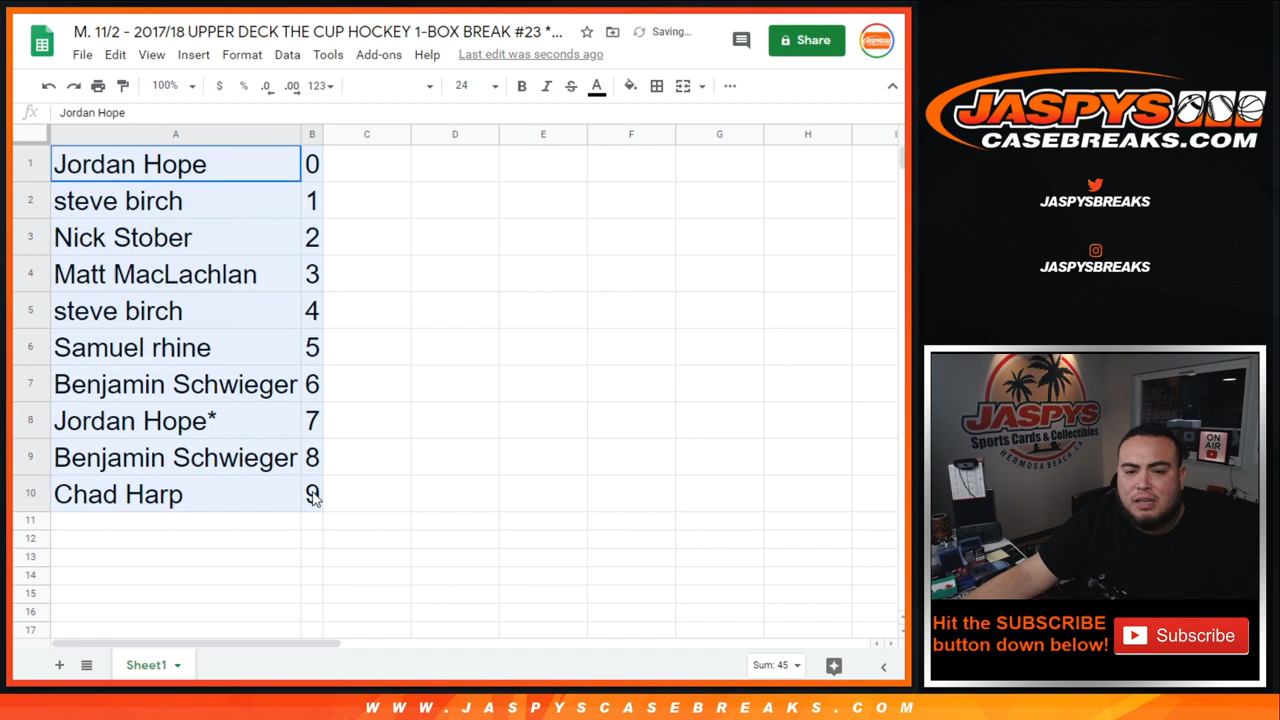 M. 11/2 - 2017/18 UPPER DECK THE CUP HOCKEY 1-BOX BREAK #23 *...
Saving...
File Edit View Insert Format Data Tools Add-ons Help Last edit was seconds ago
Share
100% $ % .0 .00 123 24 B I S A ...
fx Jordan Hope
A B C D E F G H I
1 Jordan Hope 0
2 steve birch 1
3 Nick Stober 2
4 Matt MacLachlan 3
5 steve birch 4
6 Samuel rhine 5
7 Benjamin Schwieger 6
8 Jordan Hope* 7
9 Benjamin Schwieger 8
10 Chad Harp 9
11
12
13
14
15
16
17
Sheet1 Sum: 45
JASPYS
CASEBREAKS.COM
JASPYSBREAKS
JASPYSBREAKS
JASPYS
Sports Cards & Collectibles
HERMOSA BEACH, CA
ON AIR
Hit the SUBSCRIBE
button down below!
Subscribe
WWW.JASPYSCASEBREAKS.COM